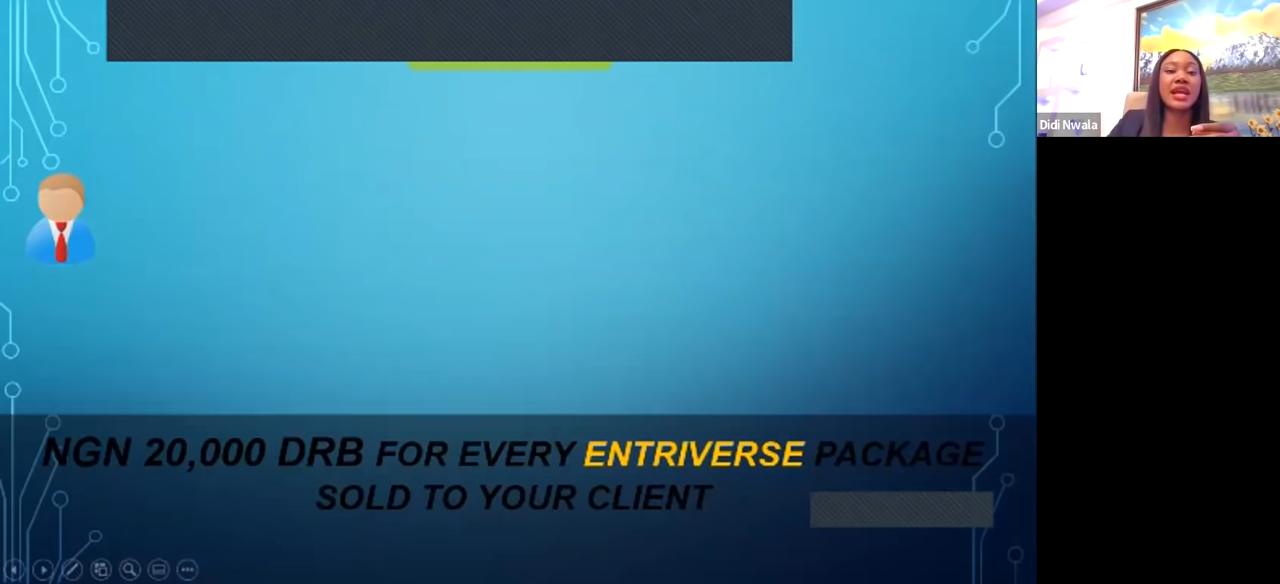 Didi Nwala
NGN 20,000 DRB FOR EVERY ENTRIVERSE PACKAGE
SOLD TO YOUR CLIENT